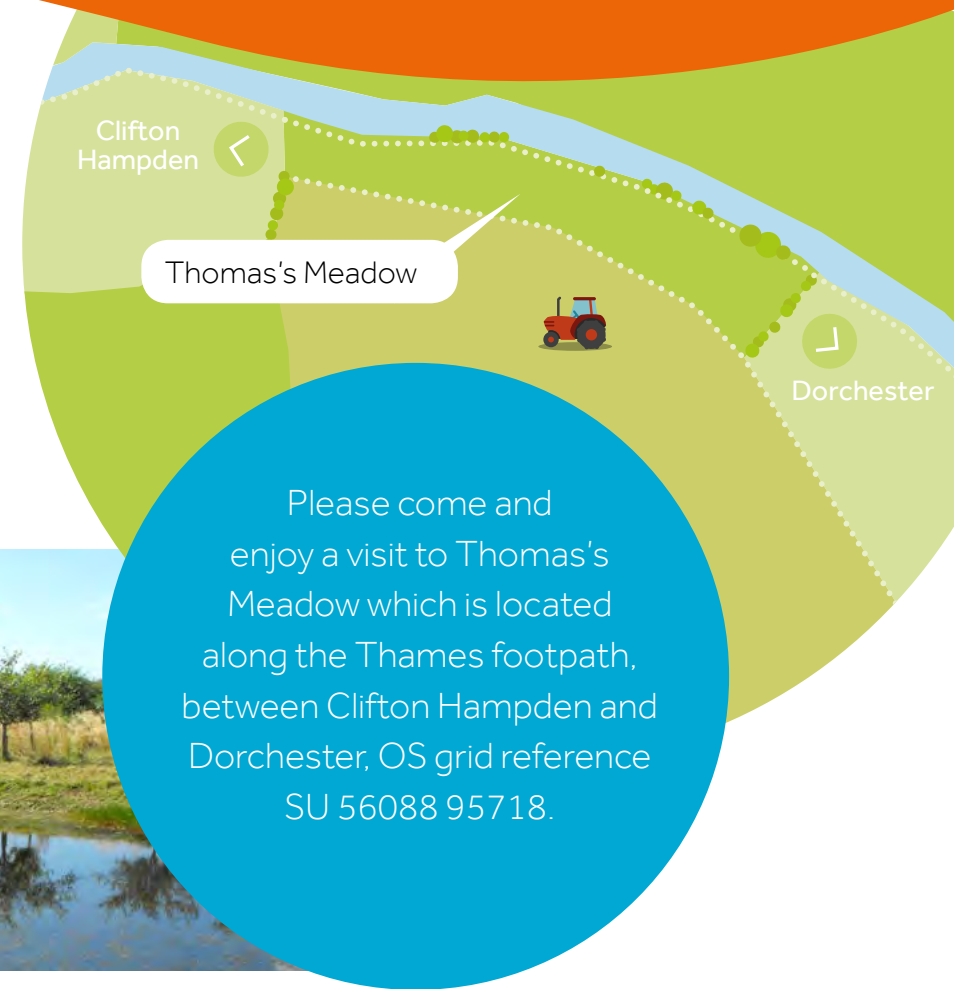 Clifton
Hampden
Thomas's Meadow
Dorchester
Please come and
enjoy a visit to Thomas's
Meadow which is located
along the Thames footpath,
between Clifton Hampden and
Dorchester, OS grid reference
SU 56088 95718.